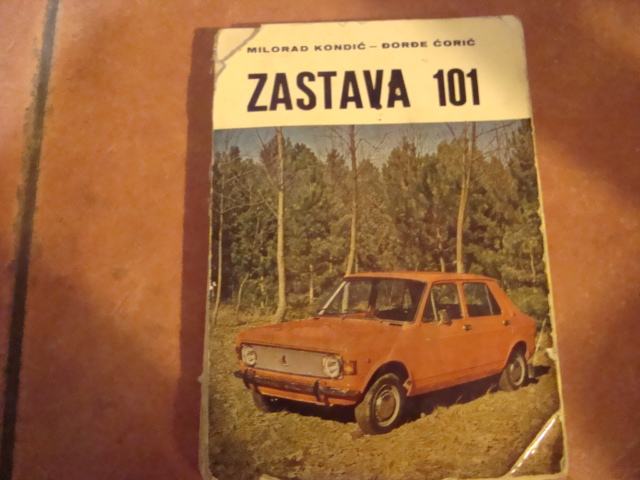 MILORAD KONDIĆ – ĐORĐE ĆORIĆ
ZASTAVA 101